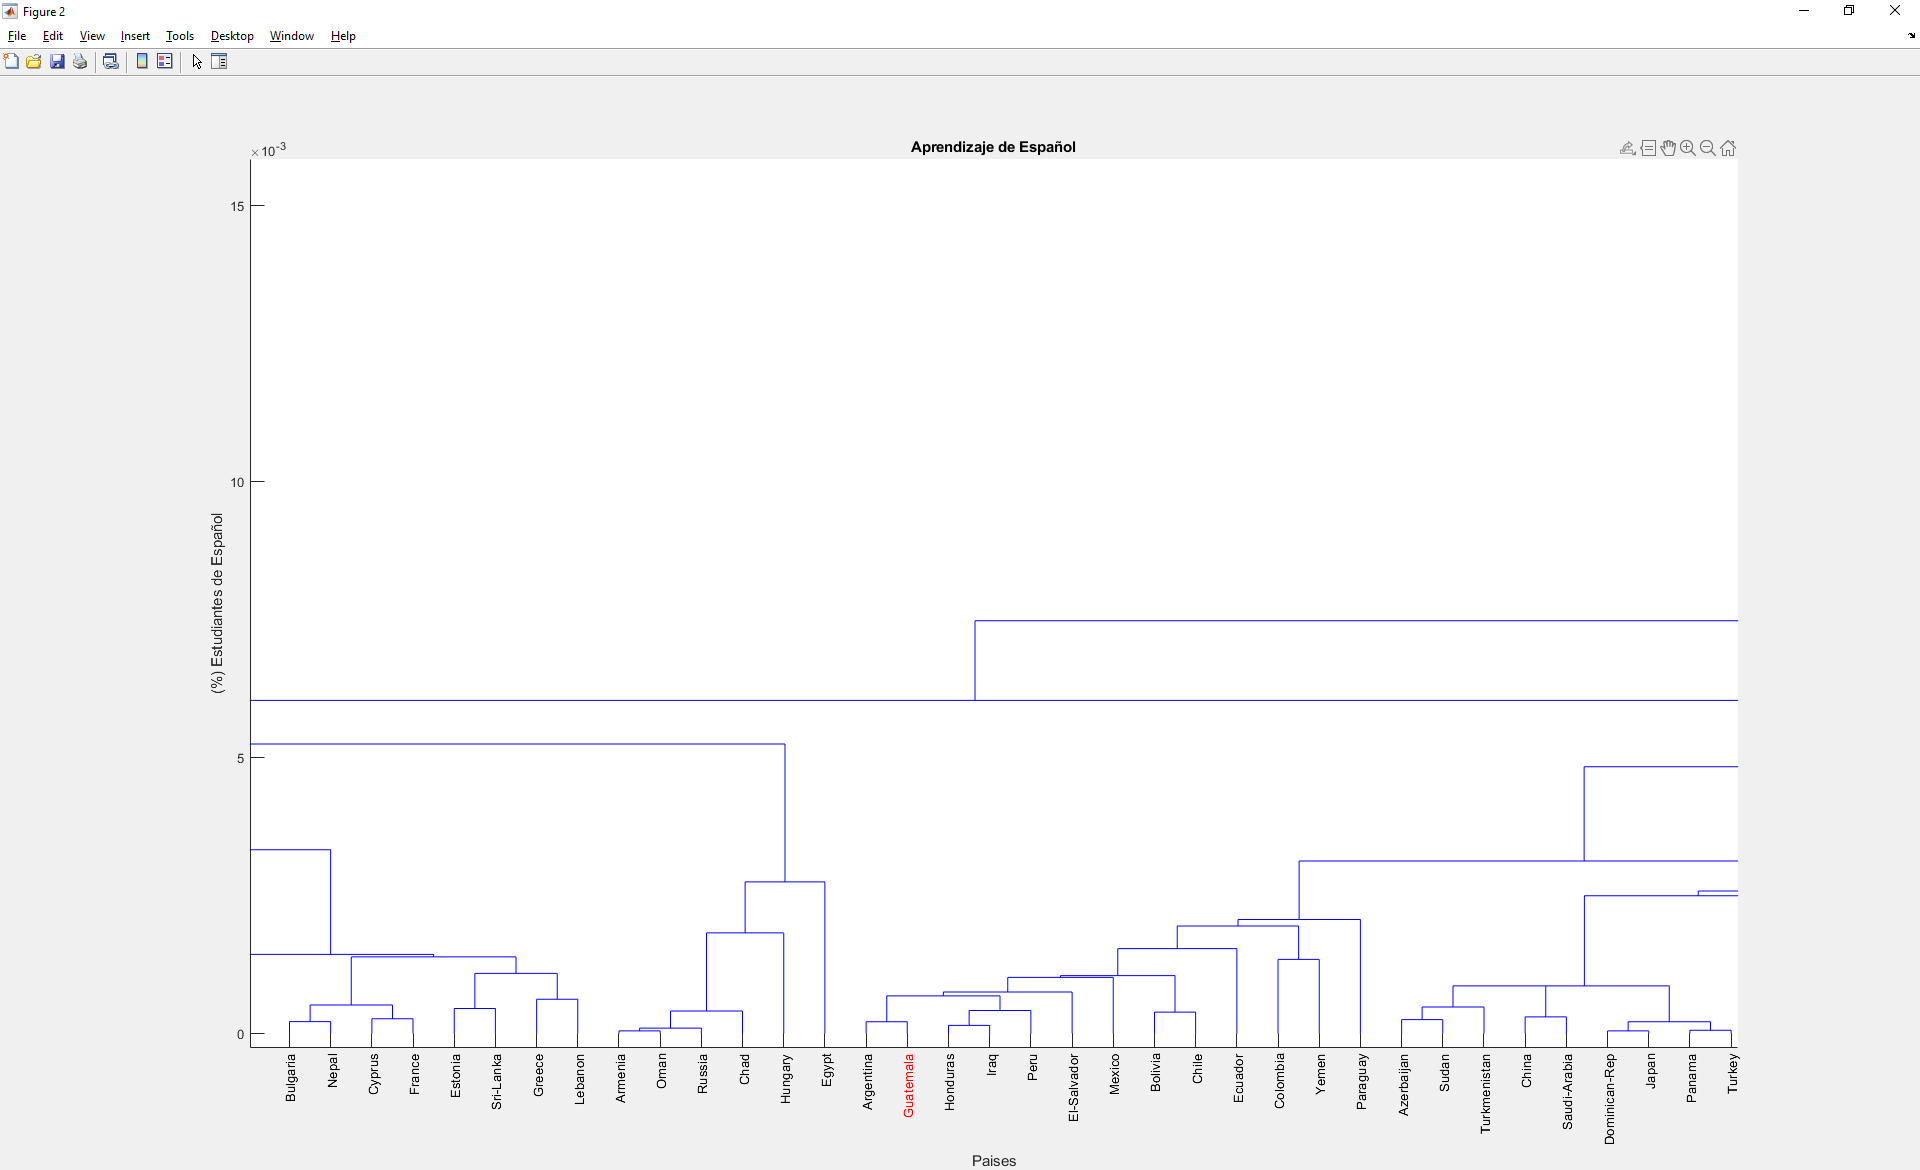 Figure 2
File Edit View Insert Tools Desktop Window Help
Aprendizaje de Español
×10⁻³
15
10
5
0
(%) Estudiantes de Español
Bulgaria
Nepal
Cyprus
France
Estonia
Sri-Lanka
Greece
Lebanon
Armenia
Oman
Russia
Chad
Hungary
Egypt
Argentina
Guatemala
Honduras
Iraq
Peru
El-Salvador
Mexico
Bolivia
Chile
Ecuador
Colombia
Yemen
Paraguay
Azerbaijan
Sudan
Turkmenistan
China
Saudi-Arabia
Dominican-Rep
Japan
Panama
Turkey
Paises